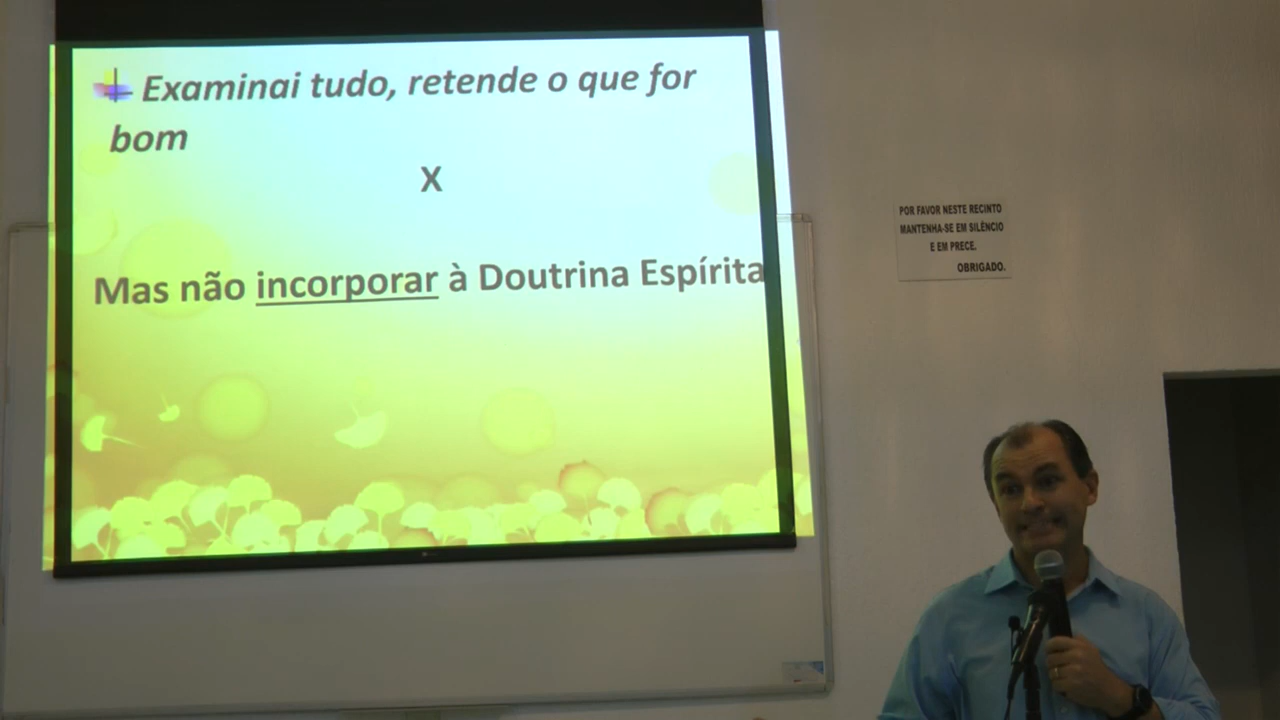 Examinai tudo, retende o que for
bom
X
Mas não incorporar à Doutrina Espírita
POR FAVOR NESTE RECINTO
MANTENHA-SE EM SILÊNCIO
E EM PRECE.
OBRIGADO.